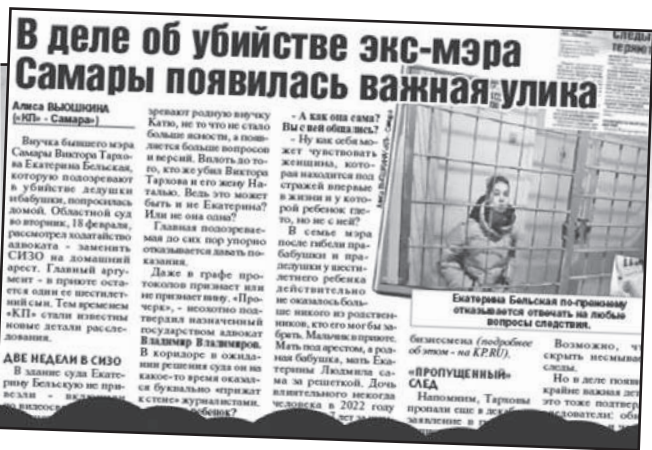 В деле об убийстве экс-мэра
Самары появилась важная улика
Алиса ВЬЮШКИНА
(«КП» - Самара»)
Внучка бывшего мэра
Самары Виктора Тархо-
ва Екатерина Бельская,
которую подозревают
в убийстве дедушки
и бабушки, попросилась
домой. Областной суд
во вторник, 18 февраля,
рассмотрел ходатайство
адвоката - заменить
СИЗО на домашний
арест. Главный аргу-
мент - в приюте оста-
ется один ее шестилет-
ний сын. Тем временем
«КП» стали известны
новые детали рассле-
дования.
ДВЕ НЕДЕЛИ В СИЗО
В здание суда Екате-
рину Бельскую не при-
везли -
зревают родную внучку
Катю, не то что не стало
больше ясности, а появ-
ляется больше вопросов
и версий. Вплоть до то-
го, кто же убил Виктора
Тархова и его жену На-
талью. Ведь это может
быть и не Екатерина?
Или не она одна?
Главная подозревае-
мая до сих пор упорно
отказывается давать по-
казания.
Даже в графе про-
токолов признает или
не признает вину. «Про-
черк», - неохотно под-
твердил назначенный
государством адвокат
Владимир Владимиров.
В коридоре в ожида-
нии решения суда он на
какое-то время оказал-
ся буквально «прижат
к стене» журналистами.
- А как она сама?
Вы с ней общались?
- Ну как себя мо-
жет чувствовать
женщина, кото-
рая находится под
стражей впервые
в жизни и у кото-
рой ребенок где-
то, но не с ней?
В семье мэра
после гибели пра-
бабушки и пра-
дедушки у шести-
летнего ребенка
действительно
не оказалось боль-
ше никого из родствен-
ников, кто его мог бы за-
брать. Мальчик в приюте.
Мать под арестом, а род-
ная бабушка, мать Ека-
терины Людмила са-
ма за решеткой. Дочь
влиятельного некогда
человека в 2022 году
Екатерина Бельская по-прежнему
отказывается отвечать на любые
вопросы следствия.
бизнесмена (подробнее
об этом - на KP.RU).
«ПРОПУЩЕННЫЙ»
СЛЕД
Напомним, Тарховы
пропали еще в
заявление в
Возможно,
скрыть
следы.
Но в деле
крайне важная
это тоже